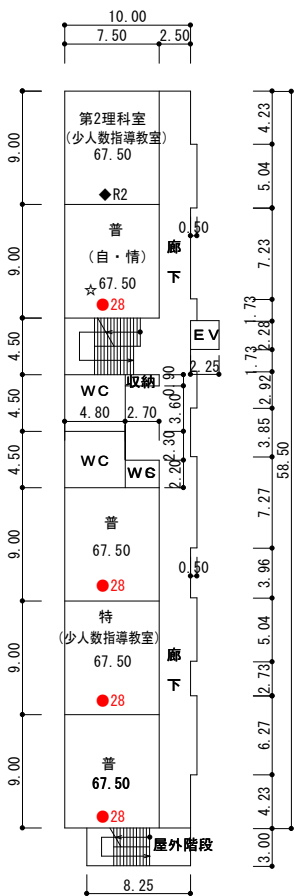 10.00
7.50
2.50
9.00
9.00
4.50
4.50
4.50
9.00
9.00
9.00
第2理科室
(少人数指導教室)
67.50
◆R2
普
(自・情)
☆ 67.50
●28
廊
下
0.50
EV
2.25
収納
WC
4.80
2.70
0.90
3.60
2.30
2.20
WC
WC
普
67.50
●28
0.50
特
(少人数指導教室)
67.50
●28
廊
下
普
67.50
●28
屋外階段
8.25
4.23
5.04
7.23
1.73
2.28
1.73
2.92
3.85
7.27
3.96
5.04
2.73
6.27
4.23
3.00
58.50